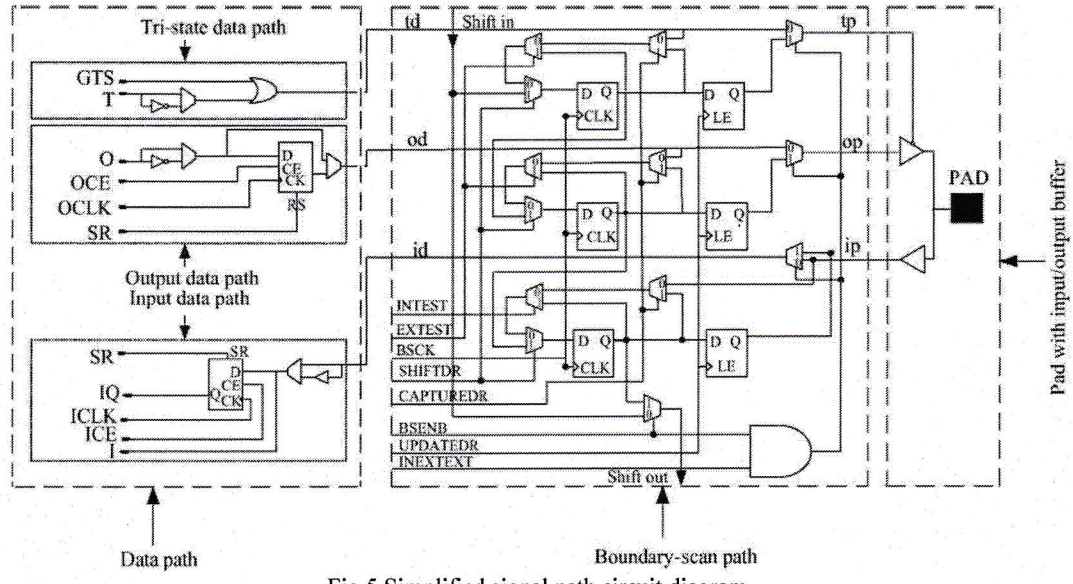 Tri-state data path
GTS
T
O
OCE
OCLK
SR
D
CE
CK
RS
Output data path
Input data path
SR
IQ
ICLK
ICE
I
SR
D
CE
Q
CK
Data path
td
Shift in
tp
od
op
id
ip
D Q
CLK
D Q
LE
D Q
CLK
D Q
LE
D Q
CLK
D Q
LE
INTEST
EXTEST
BSCK
SHIFTDR
CAPTUREDR
BSENB
UPDATEDR
INEXTEXT
Shift out
Boundary-scan path
PAD
Pad with input/output buffer
Fig.5 Simplified signal path circuit diagram